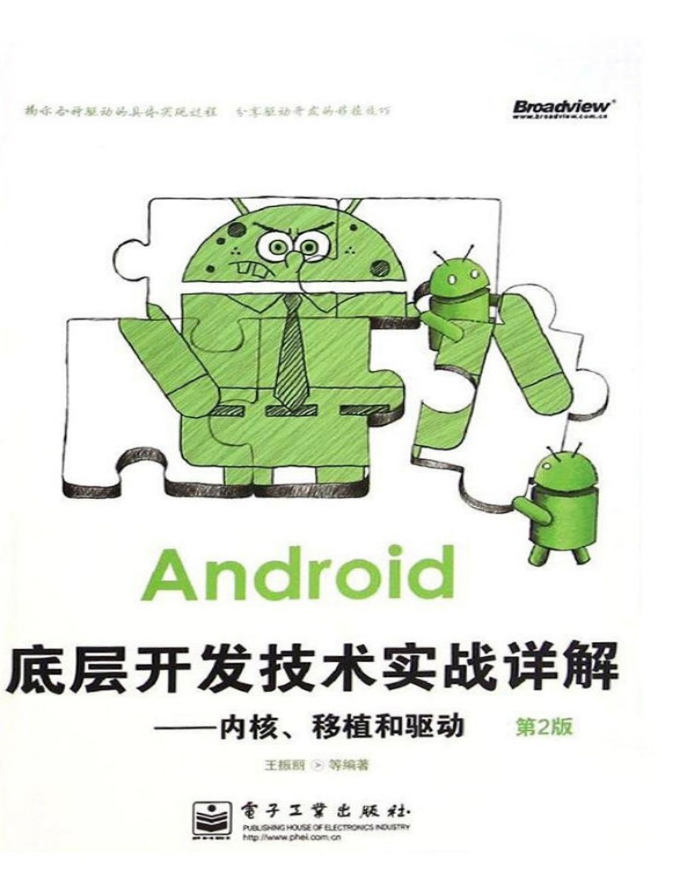 揭示各种驱动的具体实现过程 分享驱动开发的移植技巧
Broadview®
www.broadview.com.cn
Android
底层开发技术实战详解
——内核、移植和驱动 第2版
王振丽 等编著
電子工業出版社.
PUBLISHING HOUSE OF ELECTRONICS INDUSTRY
http://www.phei.com.cn